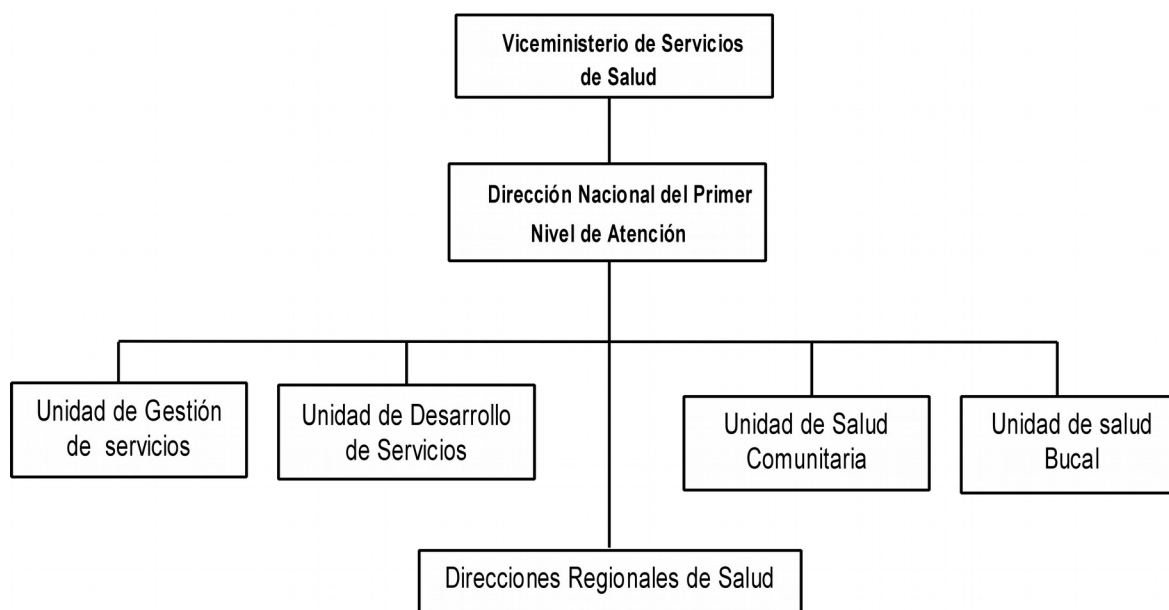 Viceministerio de Servicios
de Salud
Dirección Nacional del Primer
Nivel de Atención
Unidad de Gestión
de servicios
Unidad de Desarrollo
de Servicios
Unidad de Salud
Comunitaria
Unidad de salud
Bucal
Direcciones Regionales de Salud